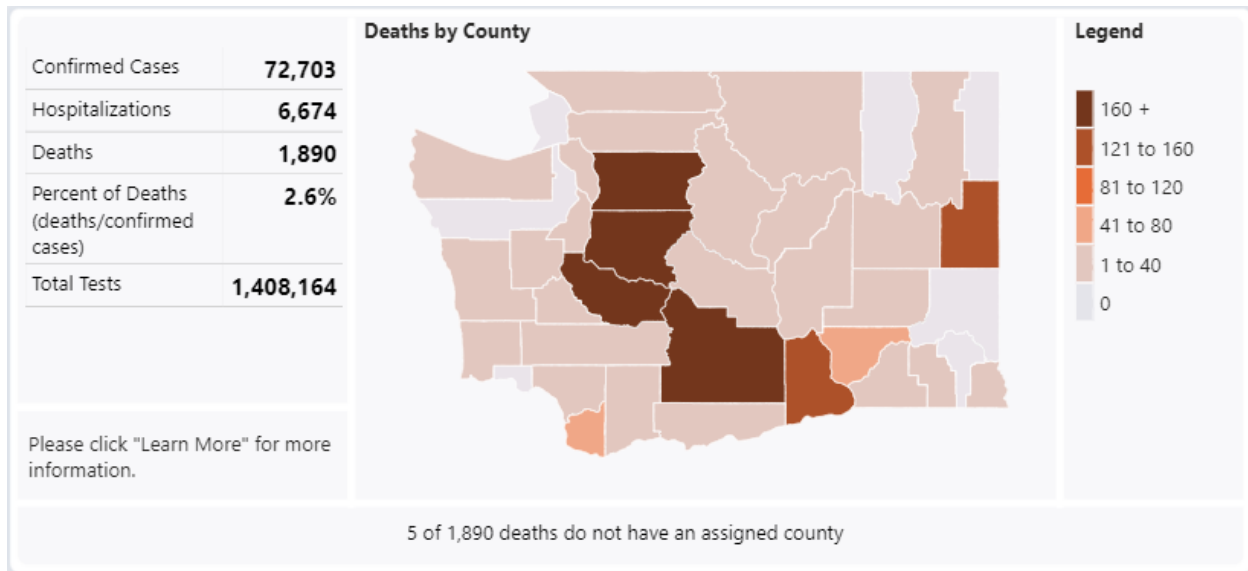 Confirmed Cases 72,703
Hospitalizations 6,674
Deaths 1,890
Percent of Deaths 2.6%
(deaths/confirmed
cases)
Total Tests 1,408,164
Please click "Learn More" for more
information.
Deaths by County
Legend
160 +
121 to 160
81 to 120
41 to 80
1 to 40
0
5 of 1,890 deaths do not have an assigned county